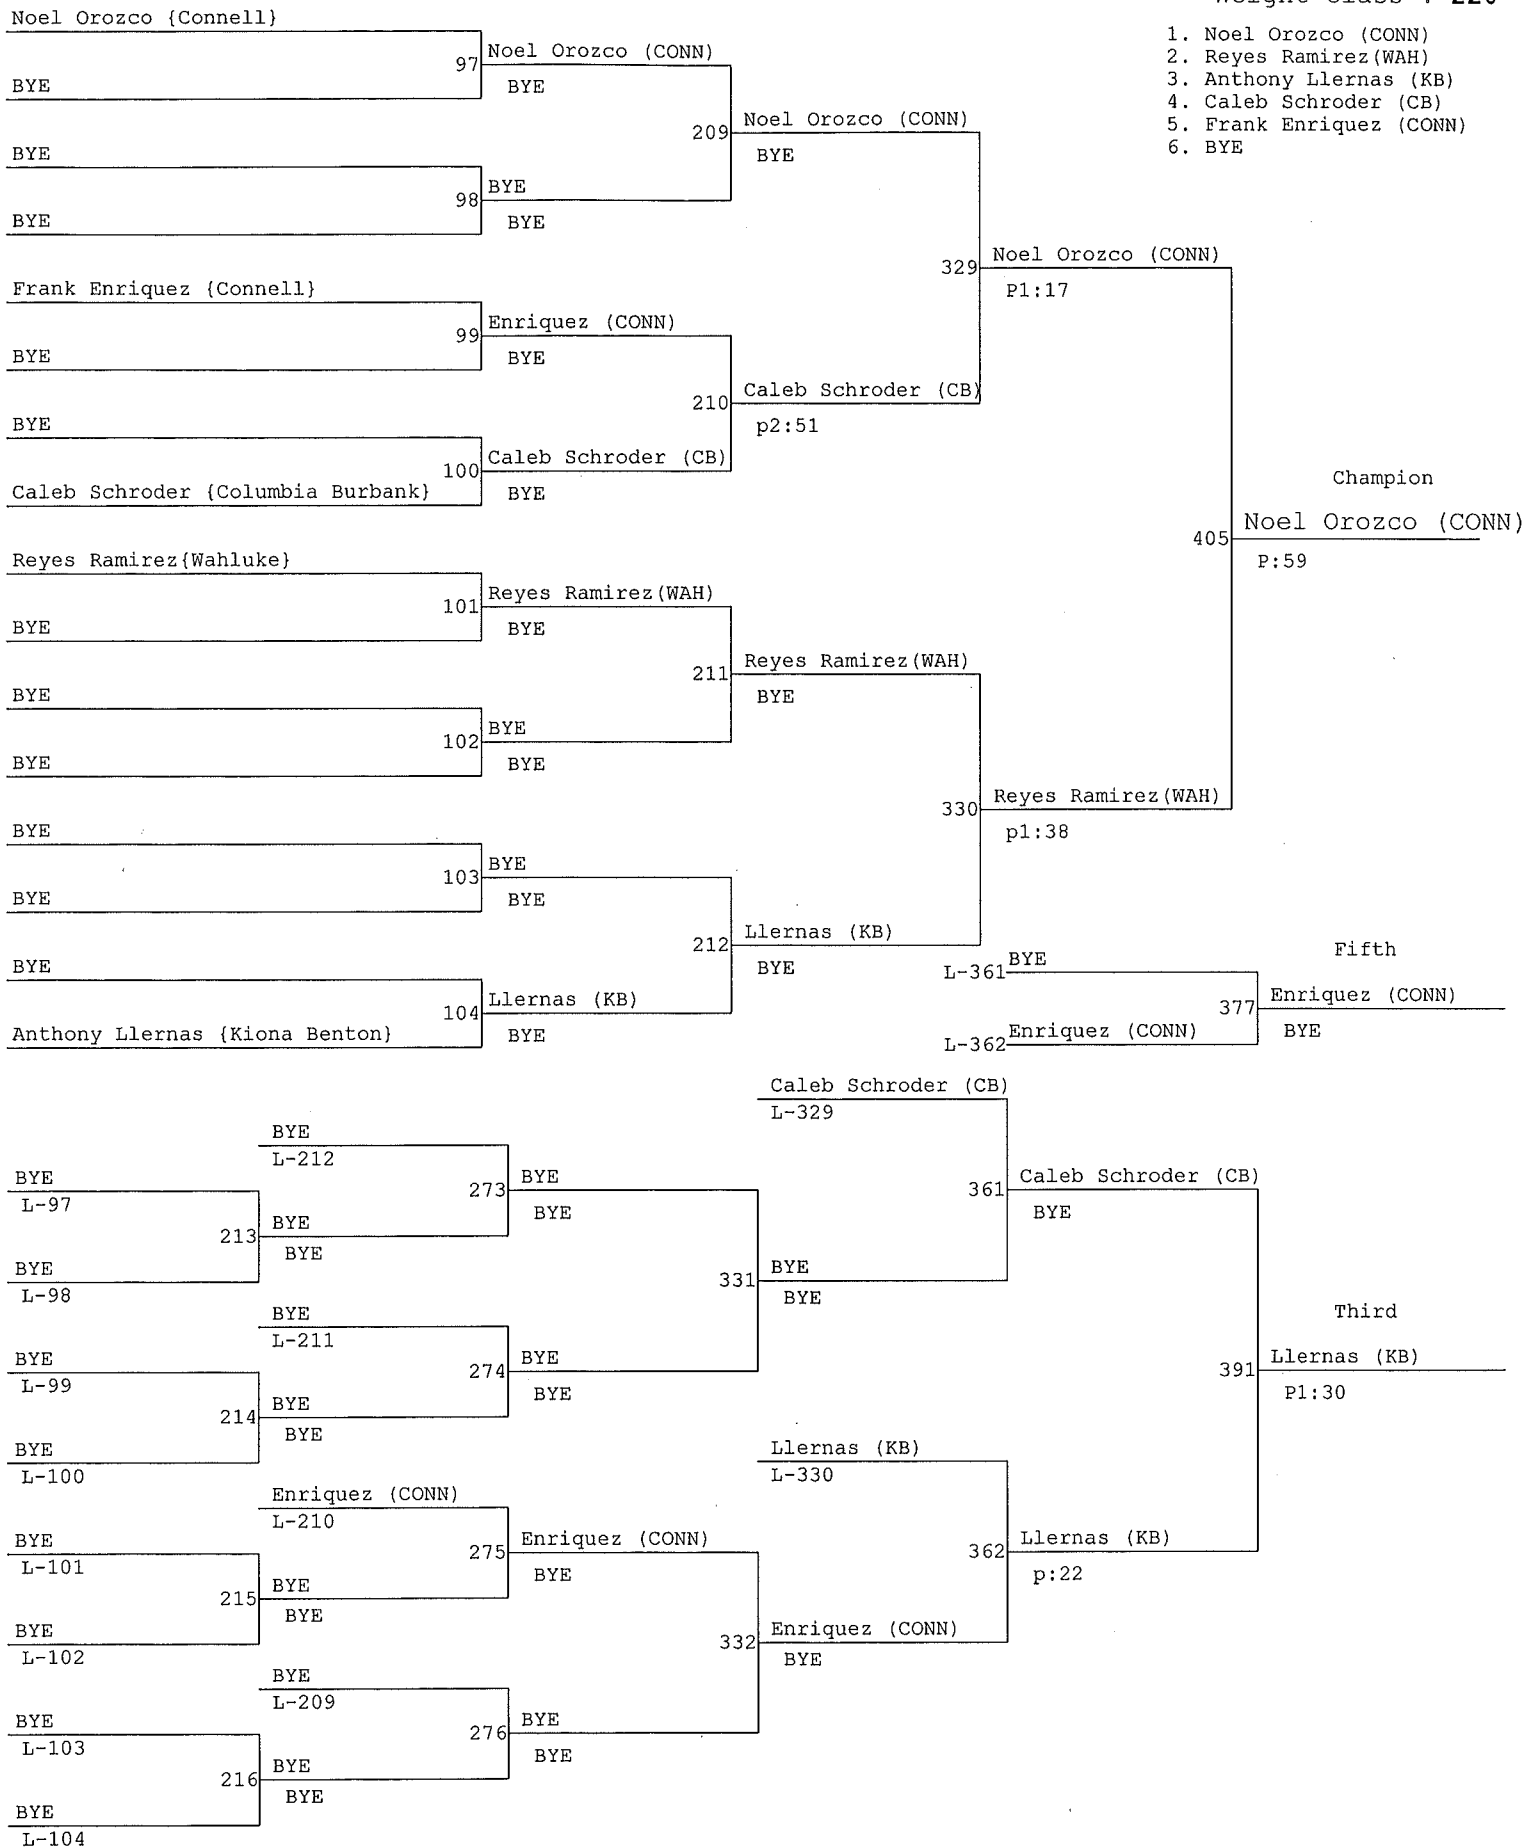 Noel Orozco {Connell}
1. Noel Orozco (CONN)
2. Reyes Ramirez(WAH)
3. Anthony Llernas (KB)
4. Caleb Schroder (CB)
5. Frank Enriquez (CONN)
6. BYE
97 Noel Orozco (CONN)
BYE
BYE
209 Noel Orozco (CONN)
BYE
BYE
98 BYE
BYE
BYE
329 Noel Orozco (CONN)
P1:17
Frank Enriquez {Connell}
99 Enriquez (CONN)
BYE
BYE
210 Caleb Schroder (CB)
p2:51
BYE
100 Caleb Schroder (CB)
BYE
Caleb Schroder {Columbia Burbank}
Champion
405 Noel Orozco (CONN)
P:59
Reyes Ramirez{Wahluke}
101 Reyes Ramirez(WAH)
BYE
BYE
211 Reyes Ramirez(WAH)
BYE
BYE
102 BYE
BYE
BYE
330 Reyes Ramirez(WAH)
p1:38
BYE
103 BYE
BYE
BYE
212 Llernas (KB)
BYE
BYE
104 Llernas (KB)
BYE
Anthony Llernas {Kiona Benton}
Fifth
L-361 BYE
377 Enriquez (CONN)
BYE
L-362 Enriquez (CONN)
Caleb Schroder (CB)
L-329
BYE
L-212
BYE
L-97
273 BYE
BYE
361 Caleb Schroder (CB)
BYE
213 BYE
BYE
BYE
L-98
331 BYE
BYE
BYE
L-211
Third
BYE
L-99
274 BYE
BYE
391 Llernas (KB)
P1:30
214 BYE
BYE
BYE
L-100
Llernas (KB)
L-330
Enriquez (CONN)
L-210
BYE
L-101
275 Enriquez (CONN)
BYE
362 Llernas (KB)
p:22
215 BYE
BYE
BYE
L-102
332 Enriquez (CONN)
BYE
BYE
L-209
BYE
L-103
276 BYE
BYE
216 BYE
BYE
BYE
L-104